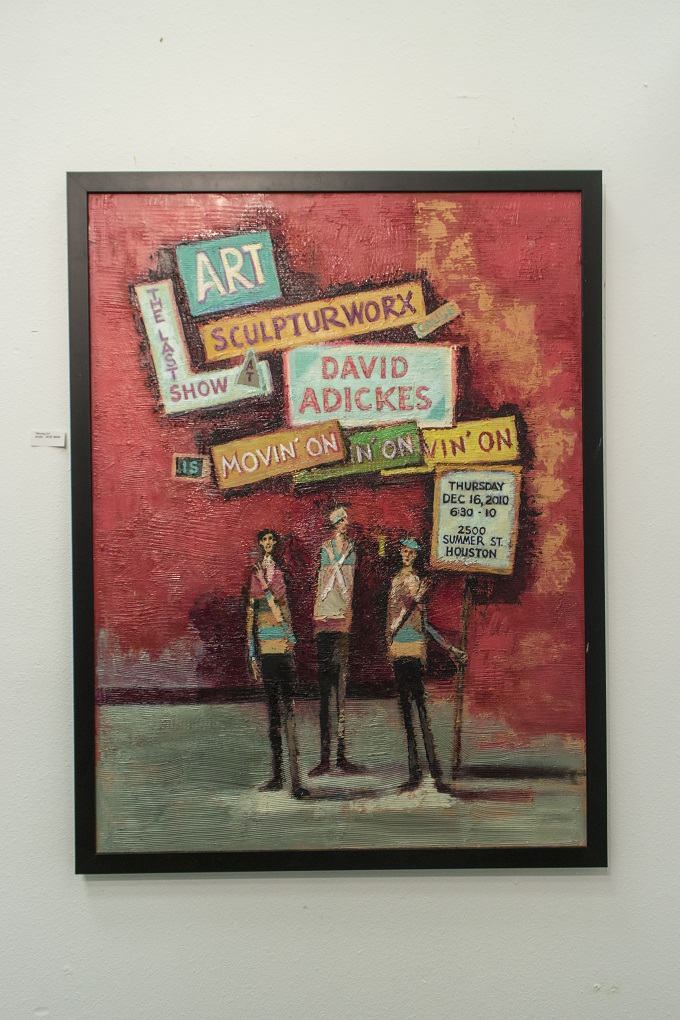 ART
THE LAST
SHOW
AT
SCULPTURWORX
DAVID
ADICKES
IS
MOVIN' ON
N' ON
VIN' ON
THURSDAY
DEC 16, 2010
6:30 - 10
2500
SUMMER ST.
HOUSTON